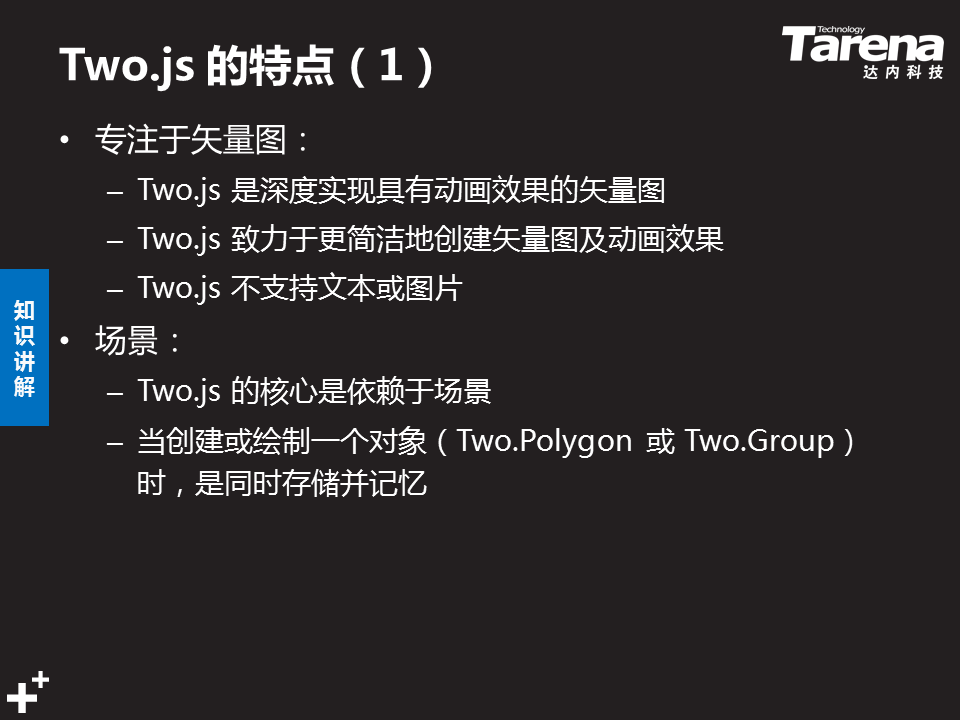 Two.js 的特点（1）
Technology
Tarena
达内科技
• 专注于矢量图：
– Two.js 是深度实现具有动画效果的矢量图
– Two.js 致力于更简洁地创建矢量图及动画效果
– Two.js 不支持文本或图片
• 场景：
– Two.js 的核心是依赖于场景
– 当创建或绘制一个对象（Two.Polygon 或 Two.Group）
时，是同时存储并记忆
知
识
讲
解